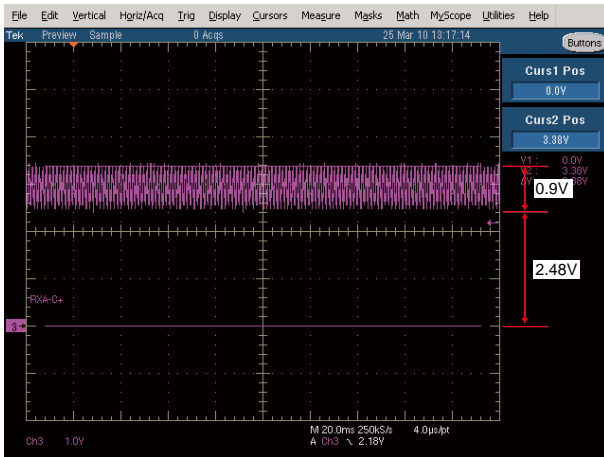 File Edit Vertical Horiz/Acq Trig Display Cursors Measure Masks Math MyScope Utilities Help
Tek Preview Sample 0 Acqs 25 Mar 10 13:17:14
Buttons
Curs1 Pos
0.0V
Curs2 Pos
3.38V
V1 : 0.0V
V2 : 3.38V
0.9V
2.48V
RXA-C+
3
Ch3 1.0V
M 20.0ms 250kS/s 4.0µs/pt
A Ch3 2.18V